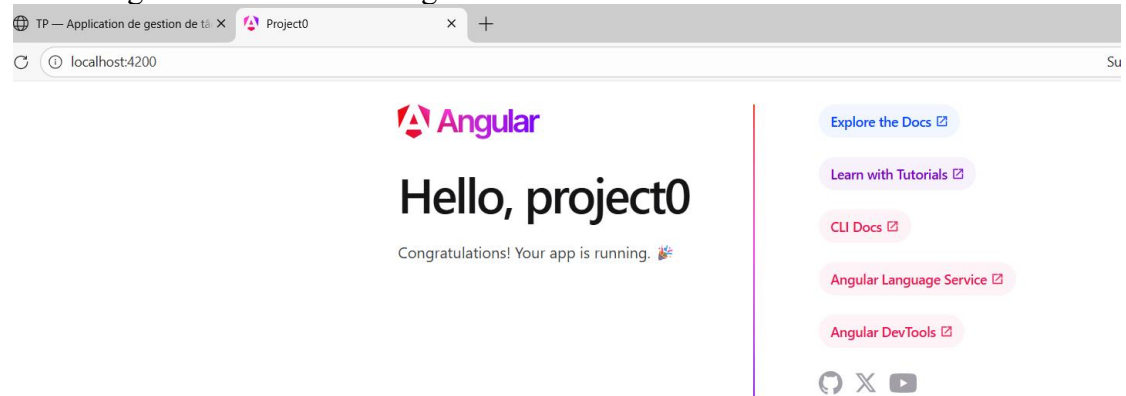 TP — Application de gestion de tâ
Project0
localhost:4200
Su
Angular
Hello, project0
Congratulations! Your app is running. 🎉
Explore the Docs
Learn with Tutorials
CLI Docs
Angular Language Service
Angular DevTools